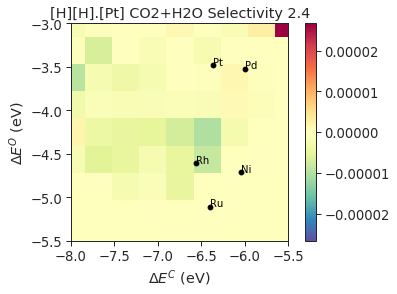 [H][H].[Pt] CO2+H2O Selectivity 2.4
−3.0
−3.5
−4.0
−4.5
−5.0
−5.5
ΔE^O (eV)
Pt
Pd
Rh
Ni
Ru
−8.0 −7.5 −7.0 −6.5 −6.0 −5.5
ΔE^C (eV)
0.00002
0.00001
0.00000
−0.00001
−0.00002